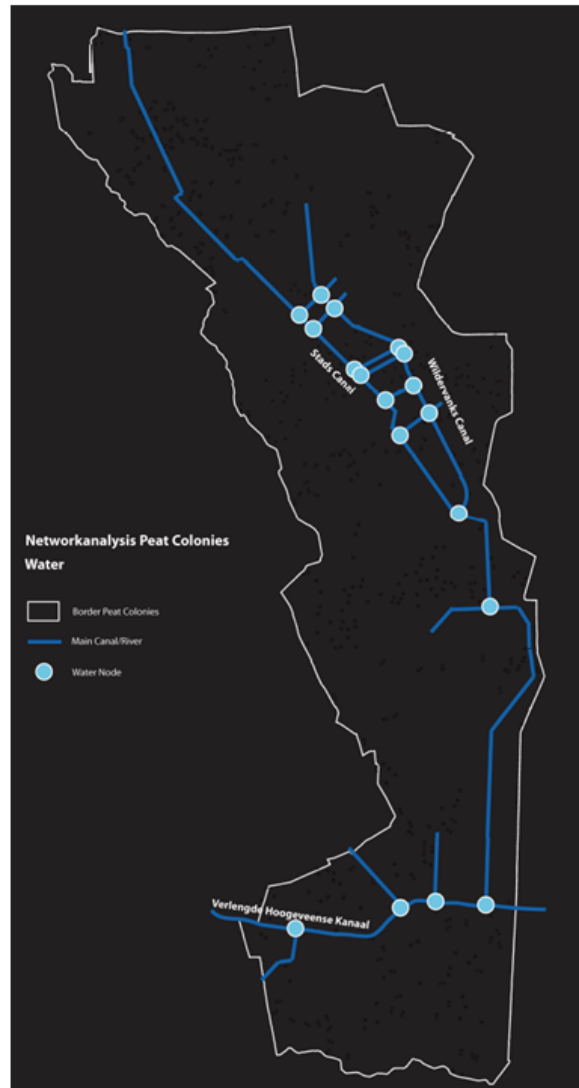 Stads Canal
Wildervanks Canal
Networkanalysis Peat Colonies
Water
Border Peat Colonies
Main Canal/River
Water Node
Verlengde Hoogeveense Kanaal